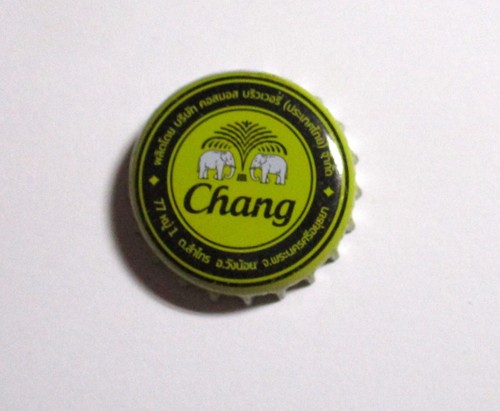 ผลิตโดย บริษัท คอสมอส บริวเวอรี่ (ประเทศไทย) จำกัด
Chang
77 หมู่ 1 ต.ลำไทร อ.วังน้อย จ.พระนครศรีอยุธยา